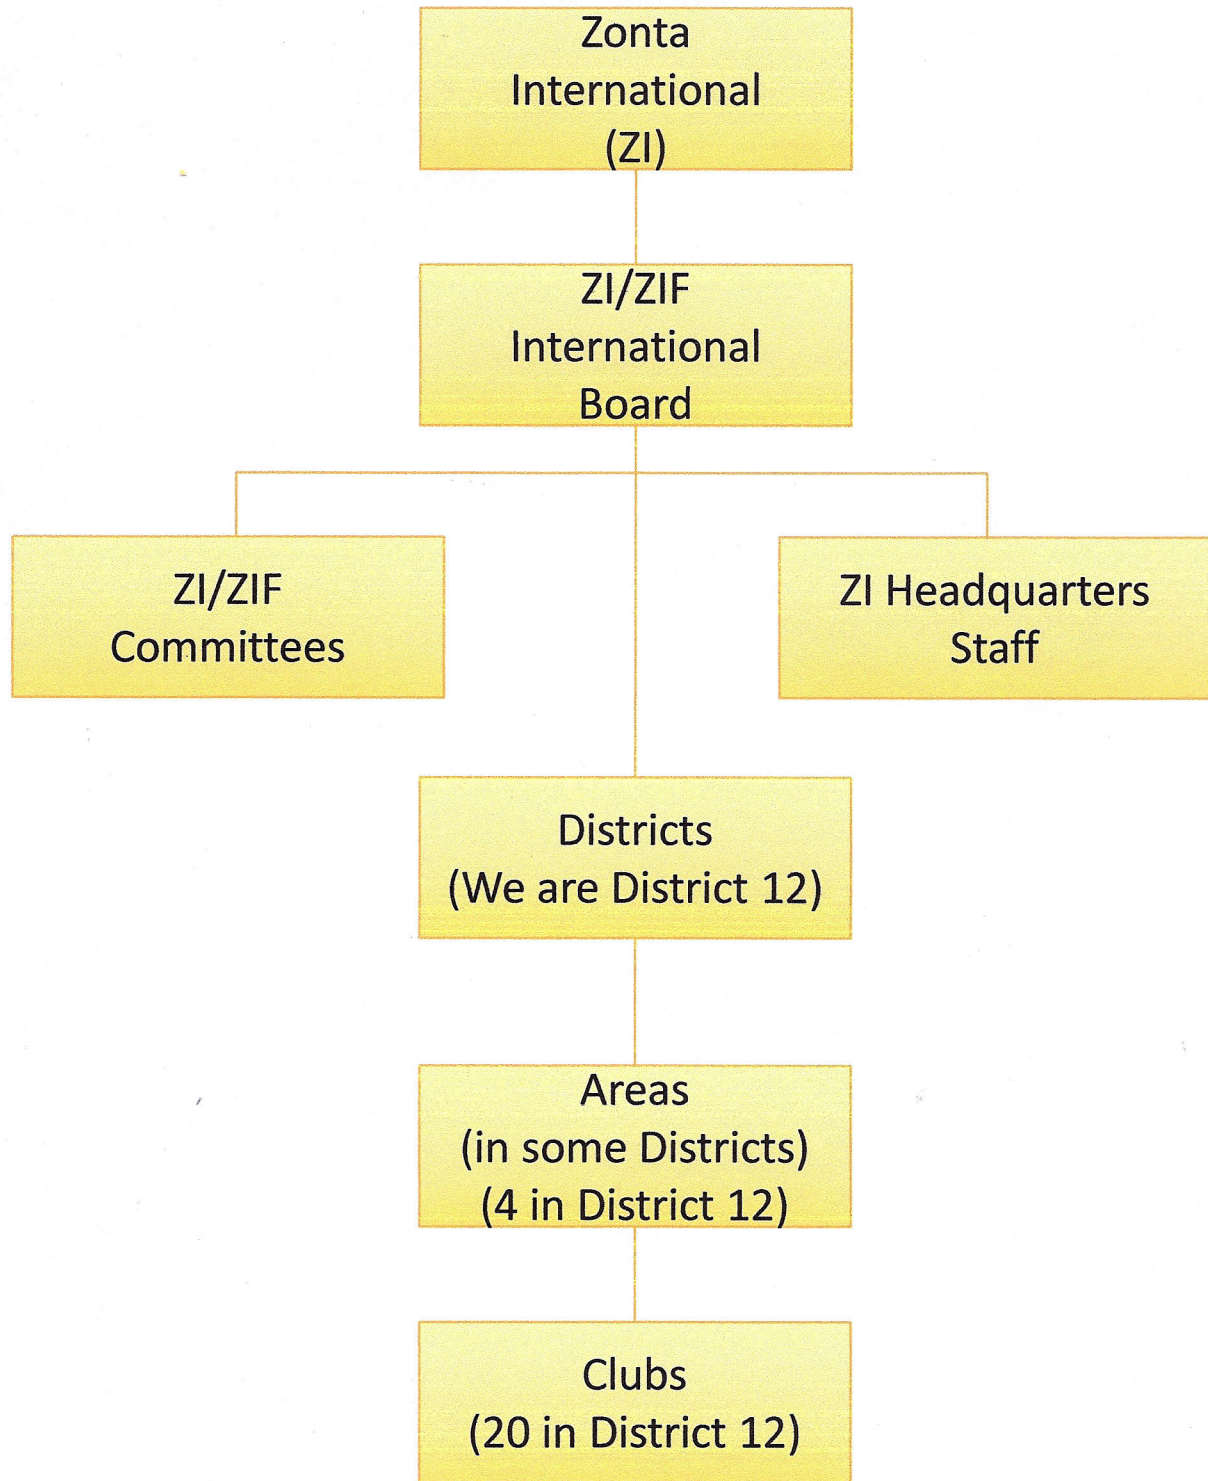 Zonta
International
(ZI)
ZI/ZIF
International
Board
ZI/ZIF
Committees
ZI Headquarters
Staff
Districts
(We are District 12)
Areas
(in some Districts)
(4 in District 12)
Clubs
(20 in District 12)